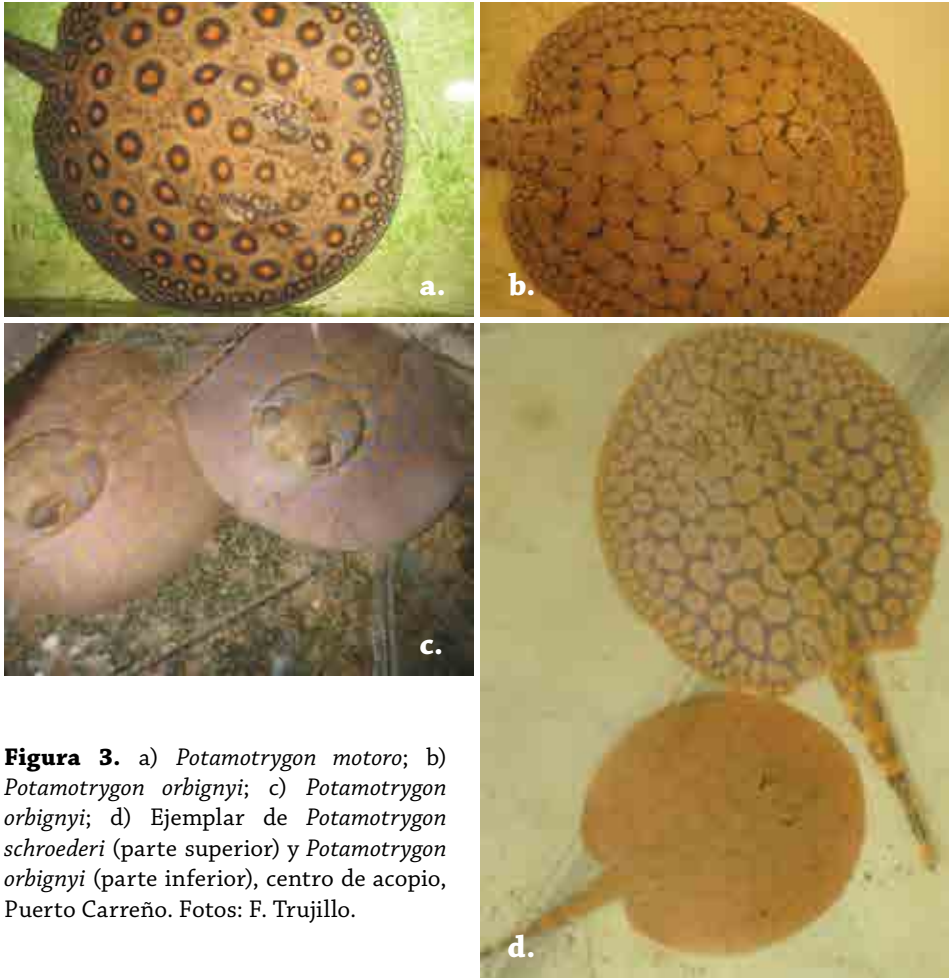 a.
b.
c.
d.
Figura 3. a) Potamotrygon motoro; b)
Potamotrygon orbignyi; c) Potamotrygon
orbignyi; d) Ejemplar de Potamotrygon
schroederi (parte superior) y Potamotrygon
orbignyi (parte inferior), centro de acopio,
Puerto Carreño. Fotos: F. Trujillo.